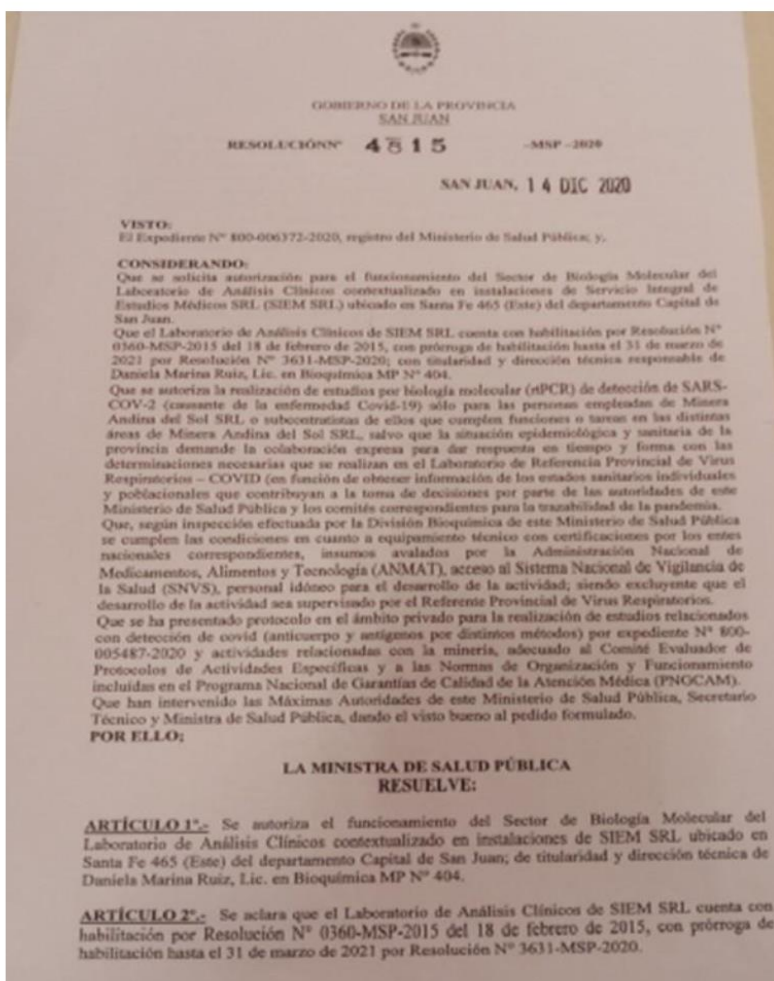 GOBIERNO DE LA PROVINCIA
SAN JUAN
RESOLUCIÓNNº 4815 -MSP -2020
SAN JUAN, 14 DIC 2020
VISTO:
El Expediente Nº 800-006372-2020, registro del Ministerio de Salud Pública; y,
CONSIDERANDO:
Que se solicita autorización para el funcionamiento del Sector de Biología Molecular del
Laboratorio de Análisis Clínicos contextualizado en instalaciones de Servicio Integral de
Estudios Médicos SRL (SIEM SRL) ubicado en Santa Fe 465 (Este) del departamento Capital de
San Juan.
Que el Laboratorio de Análisis Clínicos de SIEM SRL cuenta con habilitación por Resolución Nº
0360-MSP-2015 del 18 de febrero de 2015, con prórroga de habilitación hasta el 31 de marzo de
2021 por Resolución Nº 3631-MSP-2020; con titularidad y dirección técnica responsable de
Daniela Marina Ruiz, Lic. en Bioquímica MP Nº 404.
Que se autoriza la realización de estudios por biología molecular (rtPCR) de detección de SARS-
COV-2 (causante de la enfermedad Covid-19) sólo para las personas empleadas de Minera
Andina del Sol SRL o subcontratistas de ellos que cumplen funciones o tareas en las distintas
áreas de Minera Andina del Sol SRL, salvo que la situación epidemiológica y sanitaria de la
provincia demande la colaboración expresa para dar respuesta en tiempo y forma con las
determinaciones necesarias que se realizan en el Laboratorio de Referencia Provincial de Virus
Respiratorios – COVID (en función de obtener información de los estados sanitarios individuales
y poblacionales que contribuyan a la toma de decisiones por parte de las autoridades de este
Ministerio de Salud Pública y los comités correspondientes para la trazabilidad de la pandemia.
Que, según inspección efectuada por la División Bioquímica de este Ministerio de Salud Pública
se cumplen las condiciones en cuanto a equipamiento técnico con certificaciones por los entes
nacionales correspondientes, insumos avalados por la Administración Nacional de
Medicamentos, Alimentos y Tecnología (ANMAT), acceso al Sistema Nacional de Vigilancia de
la Salud (SNVS), personal idóneo para el desarrollo de la actividad; siendo excluyente que el
desarrollo de la actividad sea supervisado por el Referente Provincial de Virus Respiratorios.
Que se ha presentado protocolo en el ámbito privado para la realización de estudios relacionados
con detección de covid (anticuerpo y antígenos por distintos métodos) por expediente Nº 800-
005487-2020 y actividades relacionadas con la minería, adecuado al Comité Evaluador de
Protocolos de Actividades Específicas y a las Normas de Organización y Funcionamiento
incluidas en el Programa Nacional de Garantías de Calidad de la Atención Médica (PNGCAM).
Que han intervenido las Máximas Autoridades de este Ministerio de Salud Pública, Secretario
Técnico y Ministra de Salud Pública, dando el visto bueno al pedido formulado.
POR ELLO;
LA MINISTRA DE SALUD PÚBLICA
RESUELVE:
ARTÍCULO 1º.- Se autoriza el funcionamiento del Sector de Biología Molecular del
Laboratorio de Análisis Clínicos contextualizado en instalaciones de SIEM SRL ubicado en
Santa Fe 465 (Este) del departamento Capital de San Juan; de titularidad y dirección técnica de
Daniela Marina Ruiz, Lic. en Bioquímica MP Nº 404.
ARTÍCULO 2º.- Se aclara que el Laboratorio de Análisis Clínicos de SIEM SRL cuenta con
habilitación por Resolución Nº 0360-MSP-2015 del 18 de febrero de 2015, con prórroga de
habilitación hasta el 31 de marzo de 2021 por Resolución Nº 3631-MSP-2020.